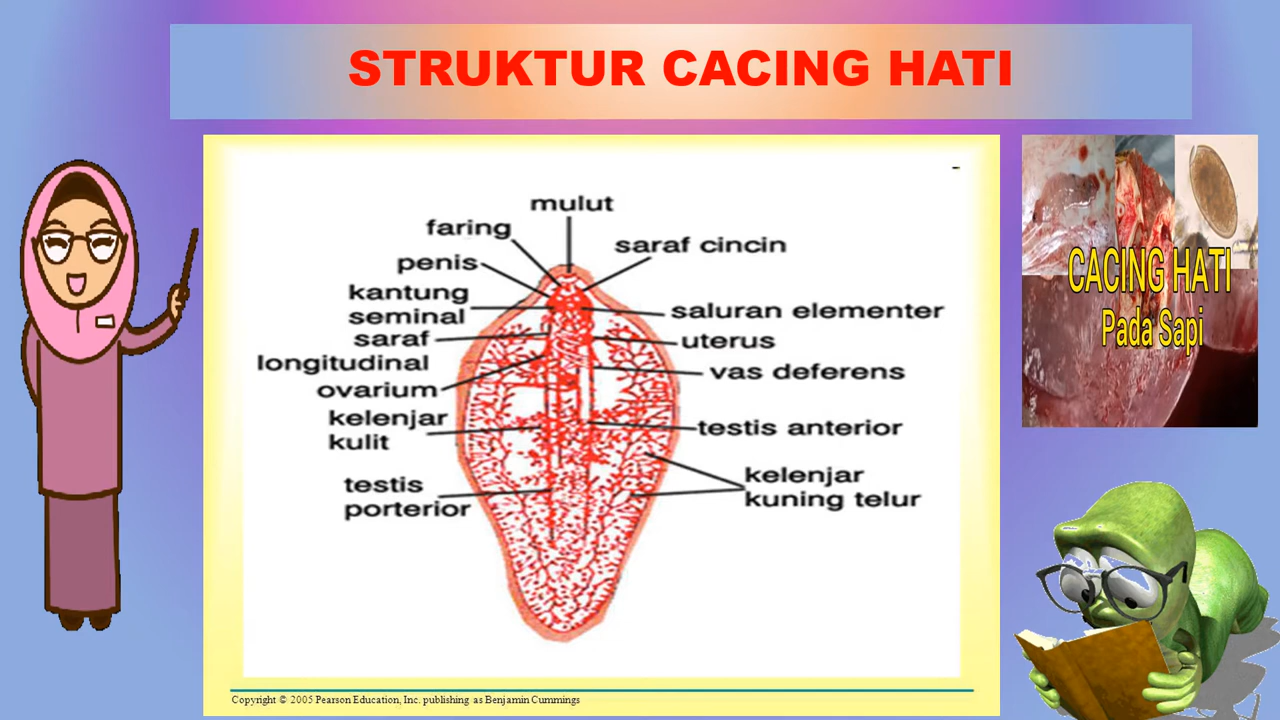 STRUKTUR CACING HATI
mulut
faring
saraf cincin
penis
kantung
seminal
saluran elementer
saraf
longitudinal
uterus
vas deferens
ovarium
kelenjar
kulit
testis anterior
testis
porterior
kelenjar
kuning telur
CACING HATI
Pada Sapi
Copyright © 2005 Pearson Education, Inc. publishing as Benjamin Cummings